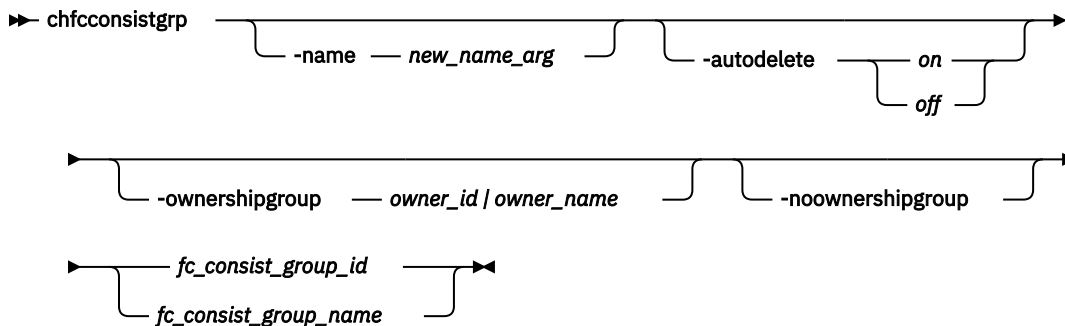 chfcconsistgrp
-name new_name_arg
-autodelete on
off
-ownershipgroup owner_id | owner_name
-noownershipgroup
fc_consist_group_id
fc_consist_group_name